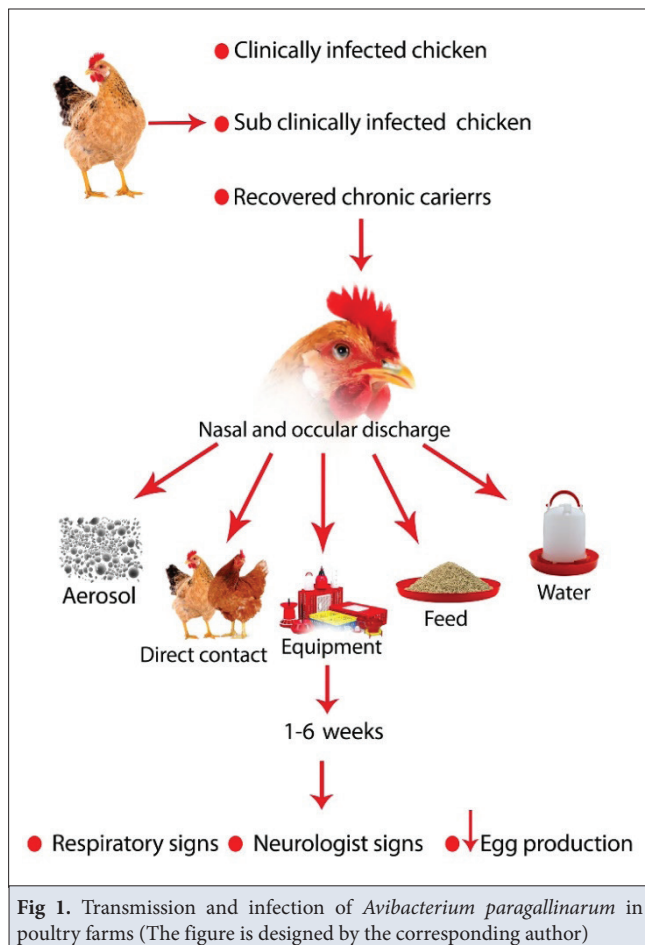 Clinically infected chicken
Sub clinically infected chicken
Recovered chronic carierrs
Nasal and occular discharge
Aerosol
Direct contact
Equipment
Feed
Water
1-6 weeks
Respiratory signs
Neurologist signs
Egg production
Fig 1. Transmission and infection of Avibacterium paragallinarum in
poultry farms (The figure is designed by the corresponding author)